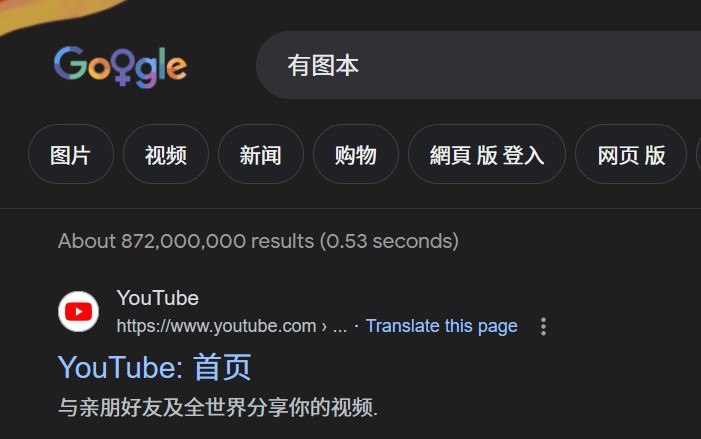 Google
有图本
图片 视频 新闻 购物 網頁 版 登入 网页 版
About 872,000,000 results (0.53 seconds)
YouTube
https://www.youtube.com › ... · Translate this page
YouTube: 首页
与亲朋好友及全世界分享你的视频.